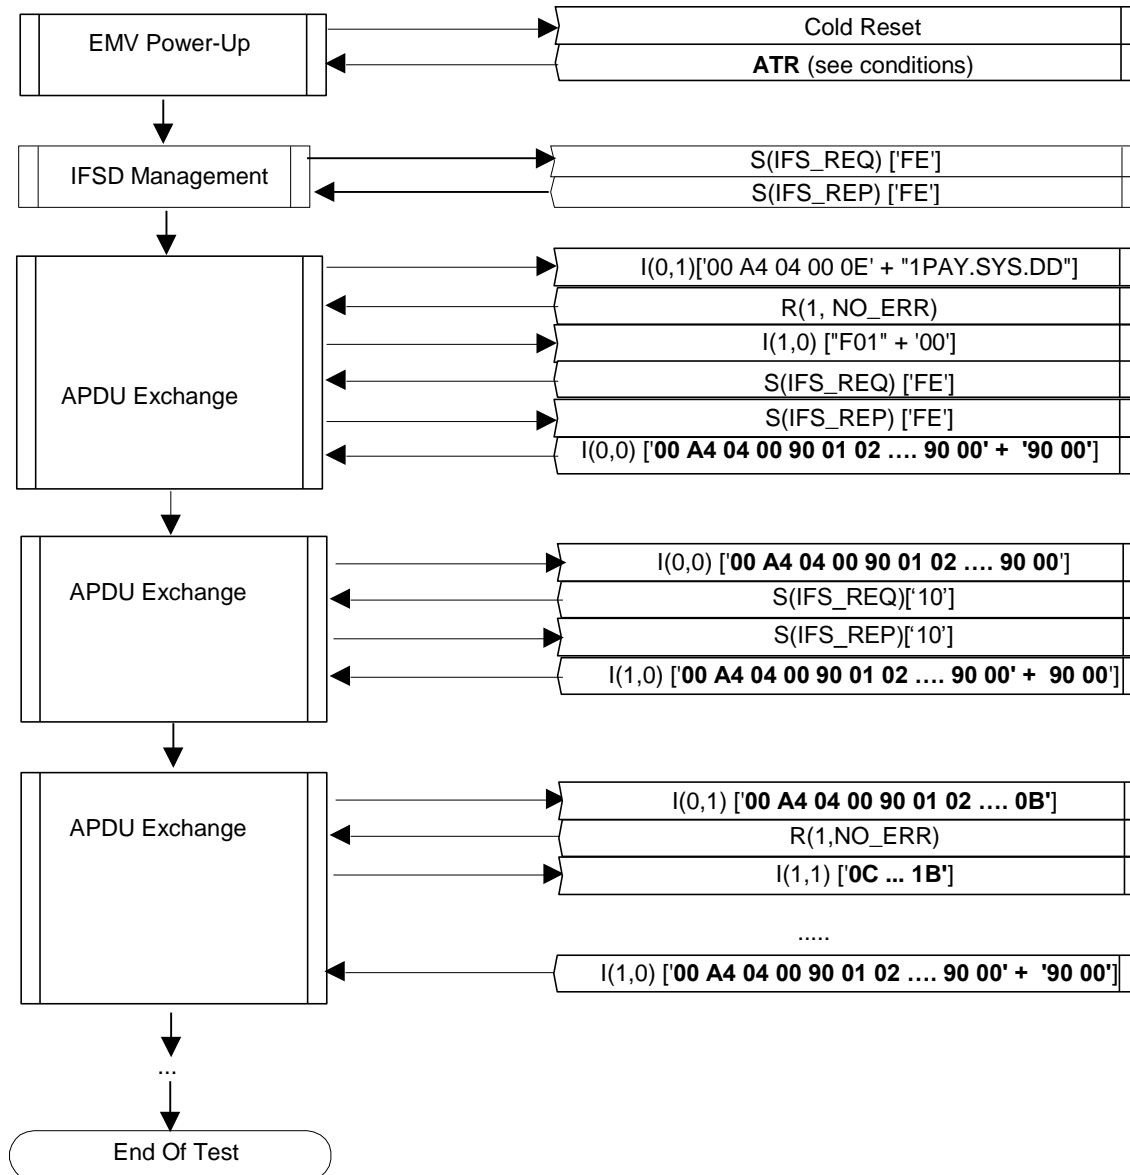 EMV Power-Up
Cold Reset
ATR (see conditions)
IFSD Management
S(IFS_REQ) ['FE']
S(IFS_REP) ['FE']
APDU Exchange
I(0,1)['00 A4 04 00 0E' + "1PAY.SYS.DD"]
R(1, NO_ERR)
I(1,0) ["F01" + '00']
S(IFS_REQ) ['FE']
S(IFS_REP) ['FE']
I(0,0) ['00 A4 04 00 90 01 02 .... 90 00' + '90 00']
APDU Exchange
I(0,0) ['00 A4 04 00 90 01 02 .... 90 00']
S(IFS_REQ)['10']
S(IFS_REP)['10']
I(1,0) ['00 A4 04 00 90 01 02 .... 90 00' + 90 00']
APDU Exchange
I(0,1) ['00 A4 04 00 90 01 02 .... 0B']
R(1,NO_ERR)
I(1,1) ['0C ... 1B']
.....
I(1,0) ['00 A4 04 00 90 01 02 .... 90 00' + '90 00']
...
End Of Test